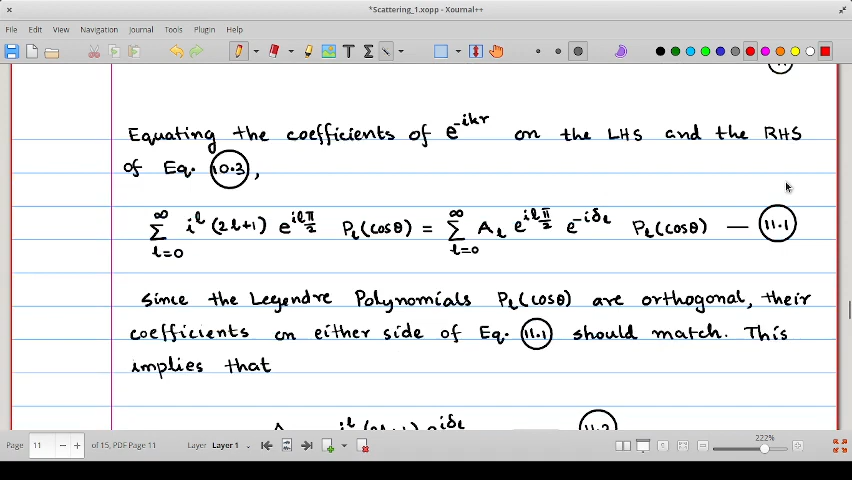 *Scattering_1.xopp - Xournal++
File Edit View Navigation Journal Tools Plugin Help
Equating the coefficients of e^{-ikr} on the LHS and the RHS
of Eq. (10.3),
∑_{l=0}^{∞} i^l (2l+1) e^{ilπ/2} P_l(cosθ) = ∑_{l=0}^{∞} A_l e^{ilπ/2} e^{-iδ_l} P_l(cosθ) — (11.1)
Since the Legendre Polynomials P_l(cosθ) are orthogonal, their
coefficients on either side of Eq. (11.1) should match. This
implies that
Page 11 of 15, PDF Page 11 Layer Layer 1 222%